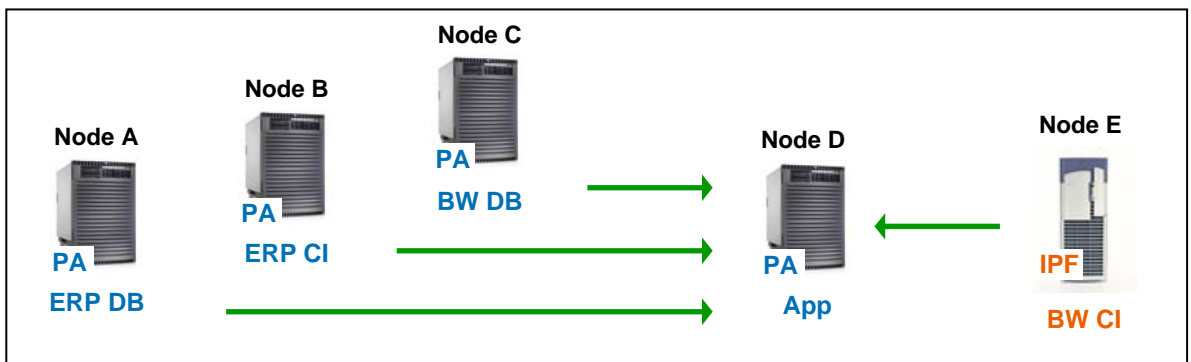 Node A
PA
ERP DB
Node B
PA
ERP CI
Node C
PA
BW DB
Node D
PA
App
Node E
IPF
BW CI